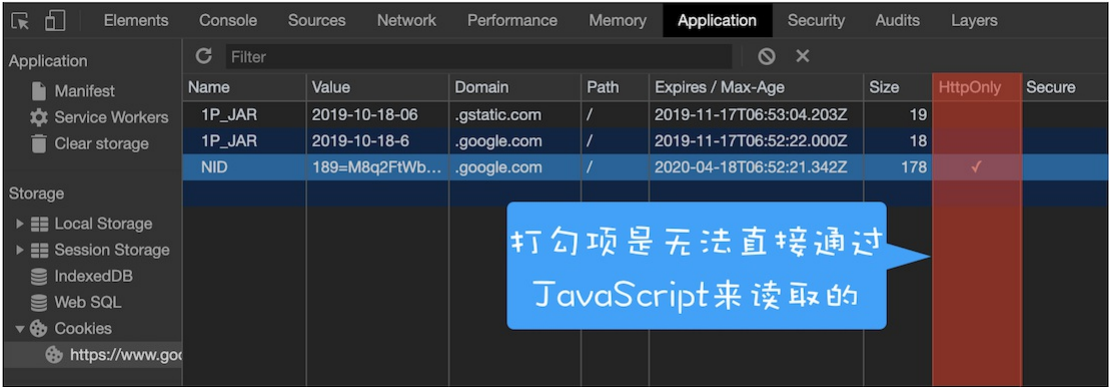 Elements Console Sources Network Performance Memory Application Security Audits Layers
Application
Manifest
Service Workers
Clear storage
Storage
Local Storage
Session Storage
IndexedDB
Web SQL
Cookies
https://www.goo
Filter
Name Value Domain Path Expires / Max-Age Size HttpOnly Secure
1P_JAR 2019-10-18-06 .gstatic.com / 2019-11-17T06:53:04.203Z 19
1P_JAR 2019-10-18-6 .google.com / 2019-11-17T06:52:22.000Z 18
NID 189=M8q2FtWb... .google.com / 2020-04-18T06:52:21.342Z 178 ✓
打勾项是无法直接通过
JavaScript来读取的